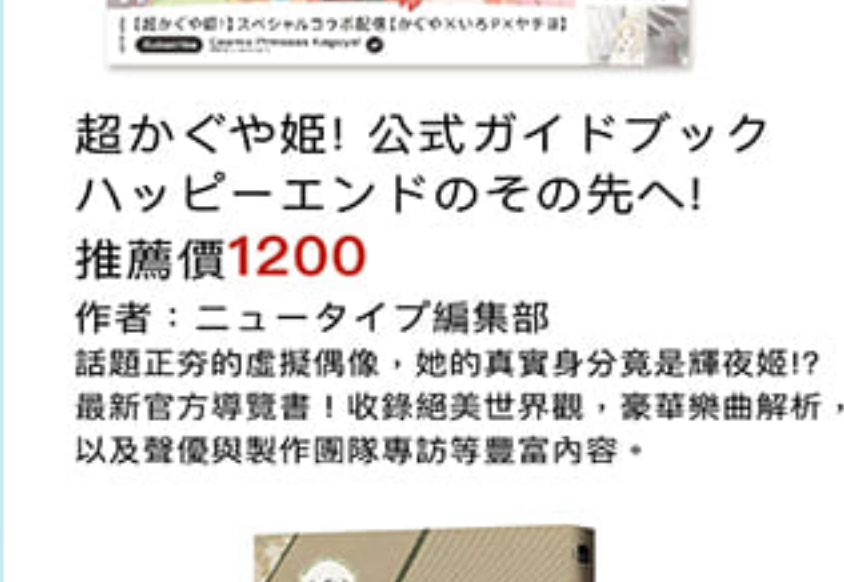 【超かぐや姫!】スペシャルコラボ配信【かぐや×いろP×ヤチヨ】
超かぐや姫! 公式ガイドブック
ハッピーエンドのその先へ!
推薦價1200
作者：ニュータイプ編集部
話題正夯的虛擬偶像，她的真實身分竟是輝夜姬!?
最新官方導覽書！收錄絕美世界觀，豪華樂曲解析，
以及聲優與製作團隊專訪等豐富內容。